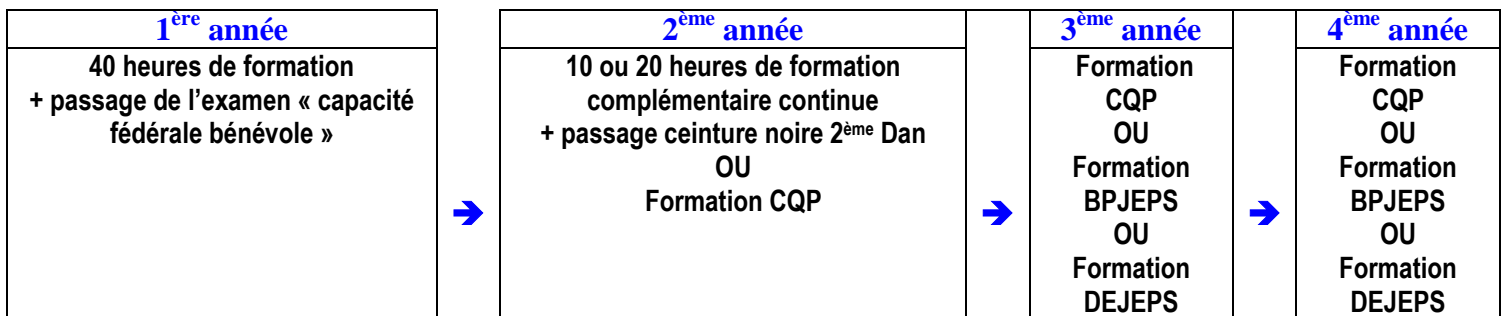 1ère année
40 heures de formation
+ passage de l’examen « capacité
fédérale bénévole »
➔
2ème année
10 ou 20 heures de formation
complémentaire continue
+ passage ceinture noire 2ème Dan
OU
Formation CQP
➔
3ème année
Formation
CQP
OU
Formation
BPJEPS
OU
Formation
DEJEPS
➔
4ème année
Formation
CQP
OU
Formation
BPJEPS
OU
Formation
DEJEPS